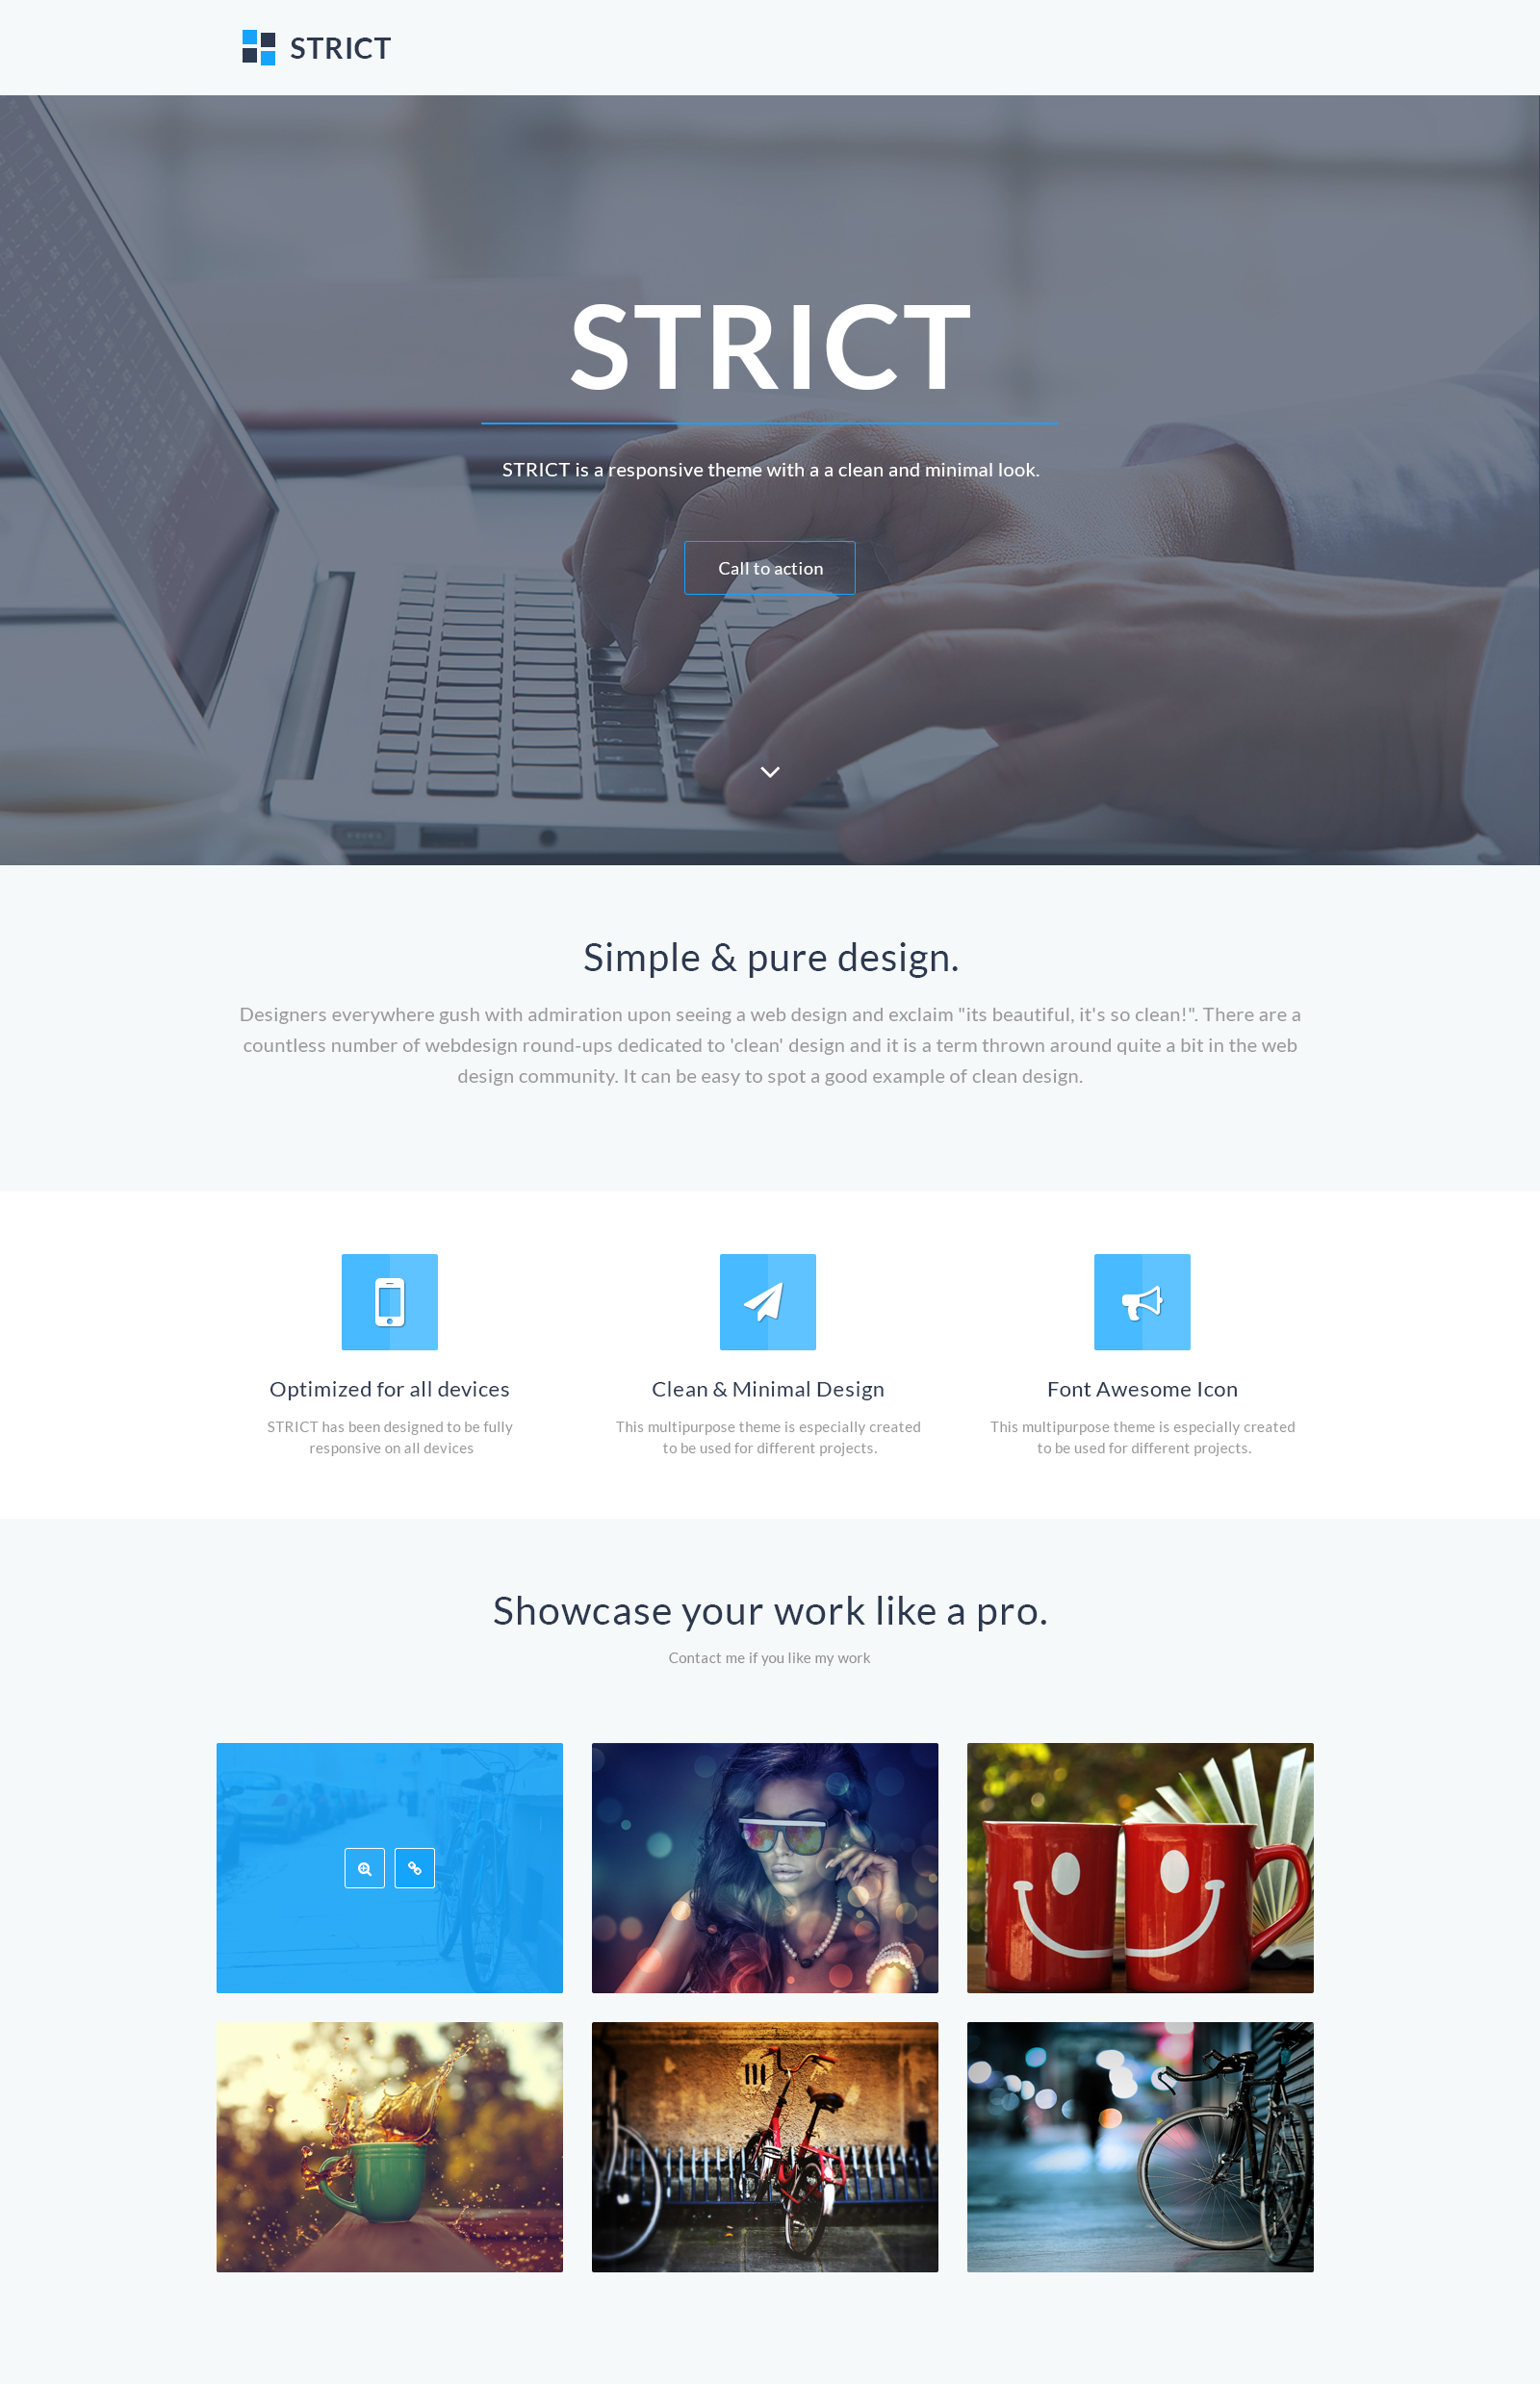 STRICT
STRICT
STRICT is a responsive theme with a a clean and minimal look.
Call to action
Simple & pure design.
Designers everywhere gush with admiration upon seeing a web design and exclaim "its beautiful, it's so clean!". There are a
countless number of webdesign round-ups dedicated to 'clean' design and it is a term thrown around quite a bit in the web
design community. It can be easy to spot a good example of clean design.
Optimized for all devices
STRICT has been designed to be fully
responsive on all devices
Clean & Minimal Design
This multipurpose theme is especially created
to be used for different projects.
Font Awesome Icon
This multipurpose theme is especially created
to be used for different projects.
Showcase your work like a pro.
Contact me if you like my work